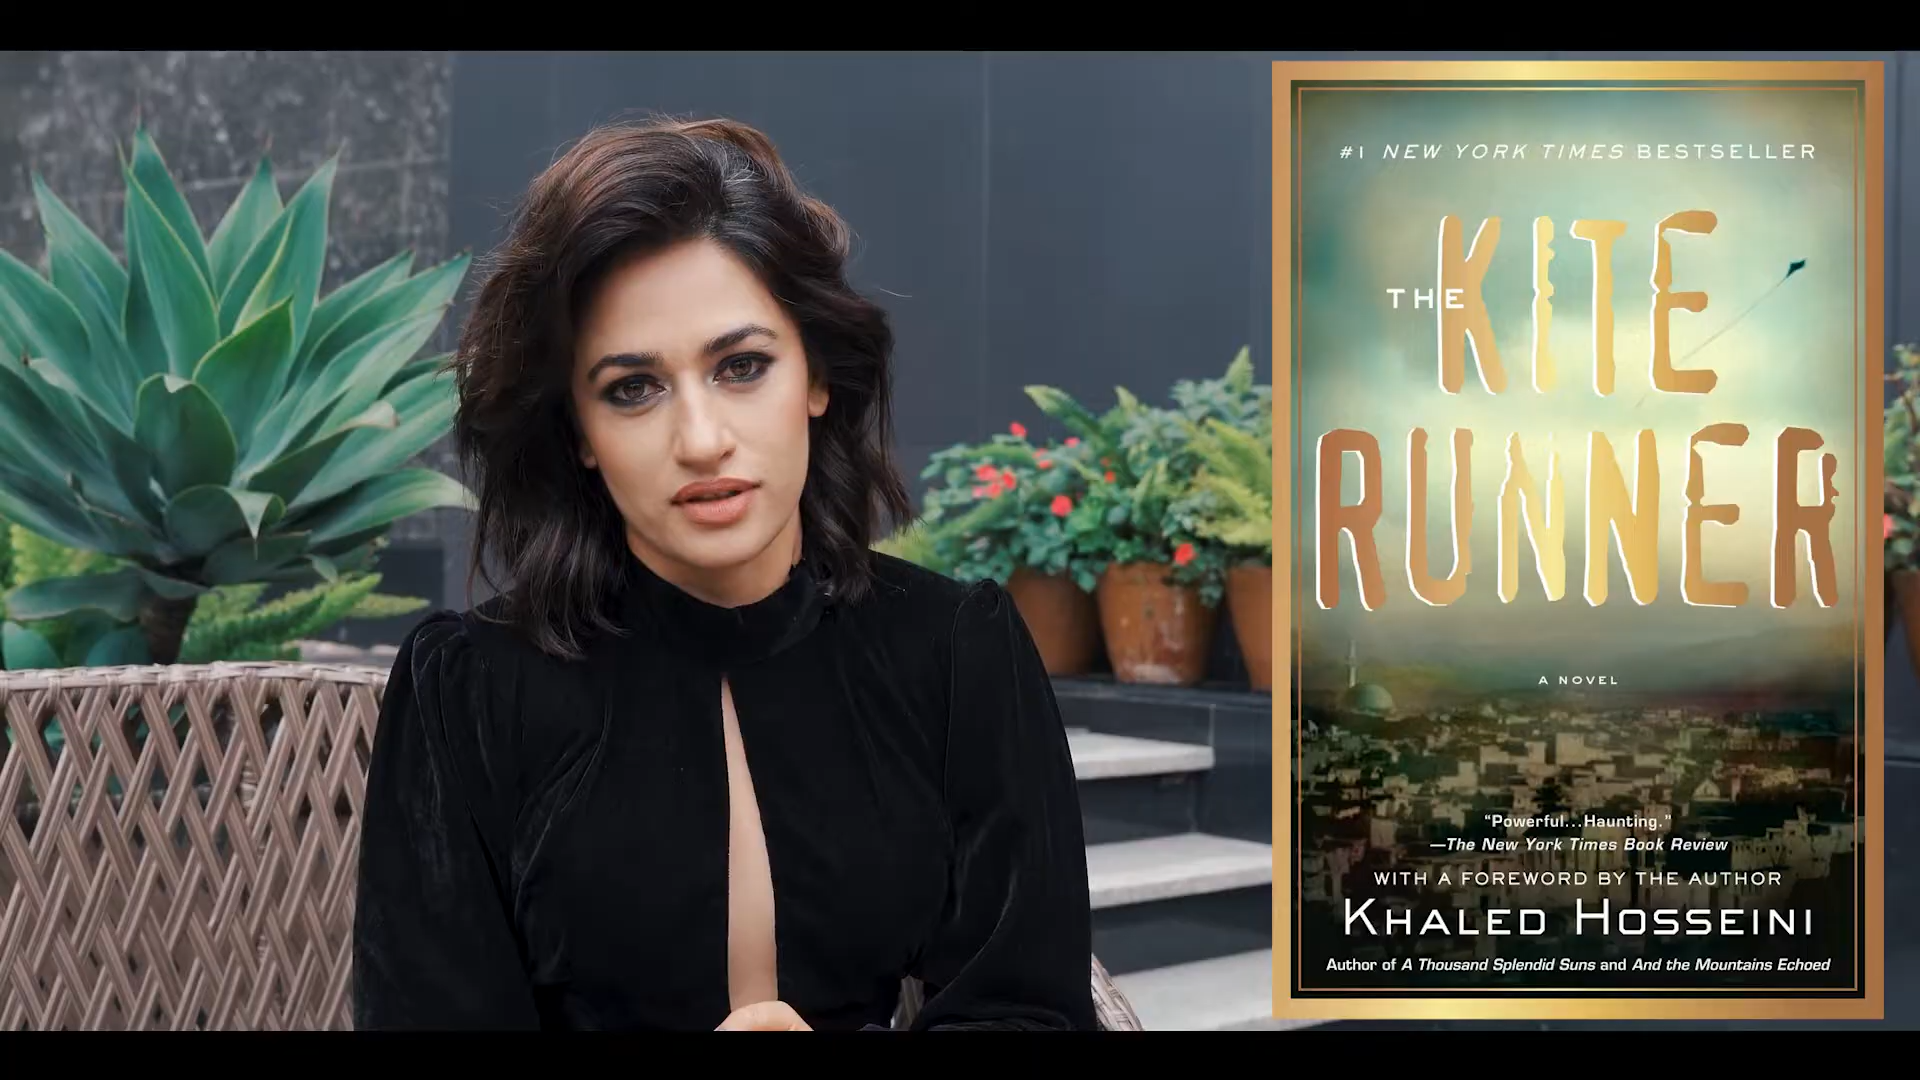 #1 NEW YORK TIMES BESTSELLER
THE KITE
RUNNER
A NOVEL
“Powerful...Haunting.”
—The New York Times Book Review
WITH A FOREWORD BY THE AUTHOR
KHALED HOSSEINI
Author of A Thousand Splendid Suns and And the Mountains Echoed